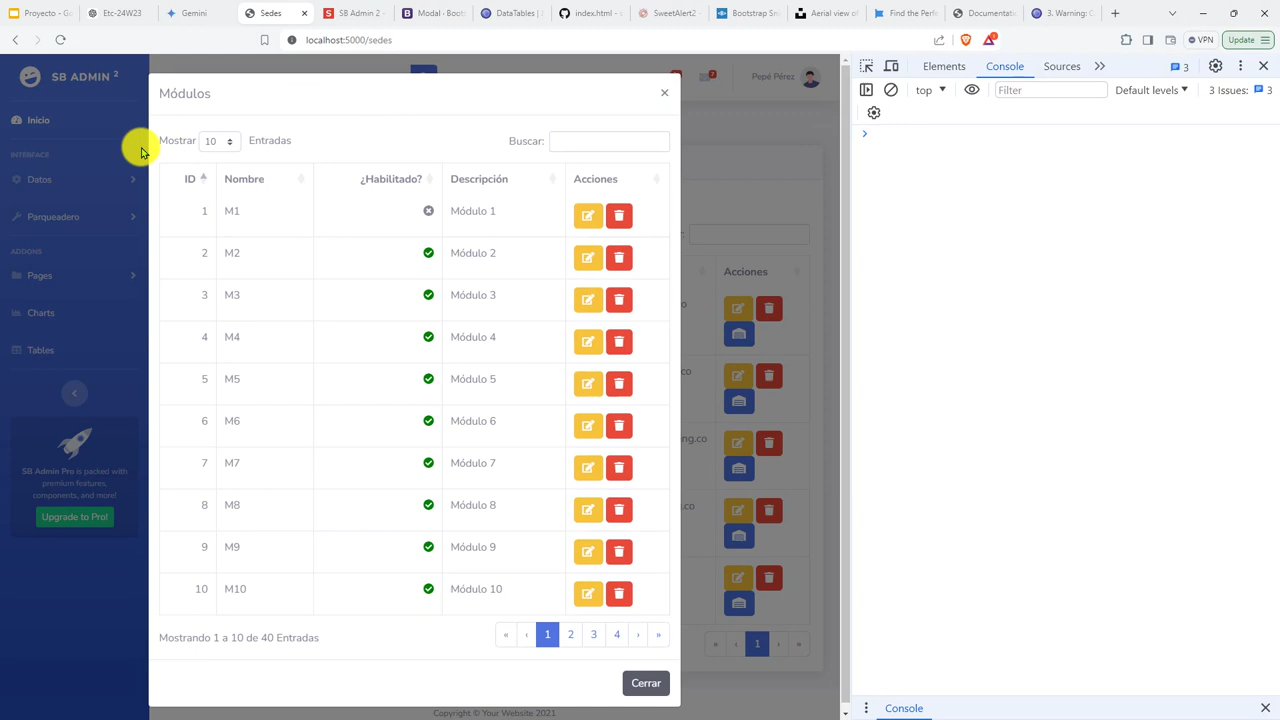 Proyecto - Ga
Etc-24W23
Gemini
Sedes
SB Admin 2 -
Modal · Boots
DataTables |
index.html - s
SweetAlert2 -
Bootstrap Sni
Aerial view of
Find the Perfe
Documentatio
3. Warning: C
localhost:5000/sedes
VPN
Update
SB ADMIN 2
Inicio
INTERFACE
Datos
Parqueadero
ADDONS
Pages
Charts
Tables
SB Admin Pro is packed with
premium features,
components, and more!
Upgrade to Pro!
Pepé Pérez
Módulos
×
Mostrar 10 Entradas
Buscar:
ID Nombre ¿Habilitado? Descripción Acciones
1 M1 Módulo 1
2 M2 Módulo 2
3 M3 Módulo 3
4 M4 Módulo 4
5 M5 Módulo 5
6 M6 Módulo 6
7 M7 Módulo 7
8 M8 Módulo 8
9 M9 Módulo 9
10 M10 Módulo 10
Mostrando 1 a 10 de 40 Entradas
« ‹ 1 2 3 4 › »
Cerrar
Acciones
« ‹ 1 › »
Copyright © Your Website 2021
Elements
Console
Sources
3
top
Filter
Default levels
3 Issues: 3
Console